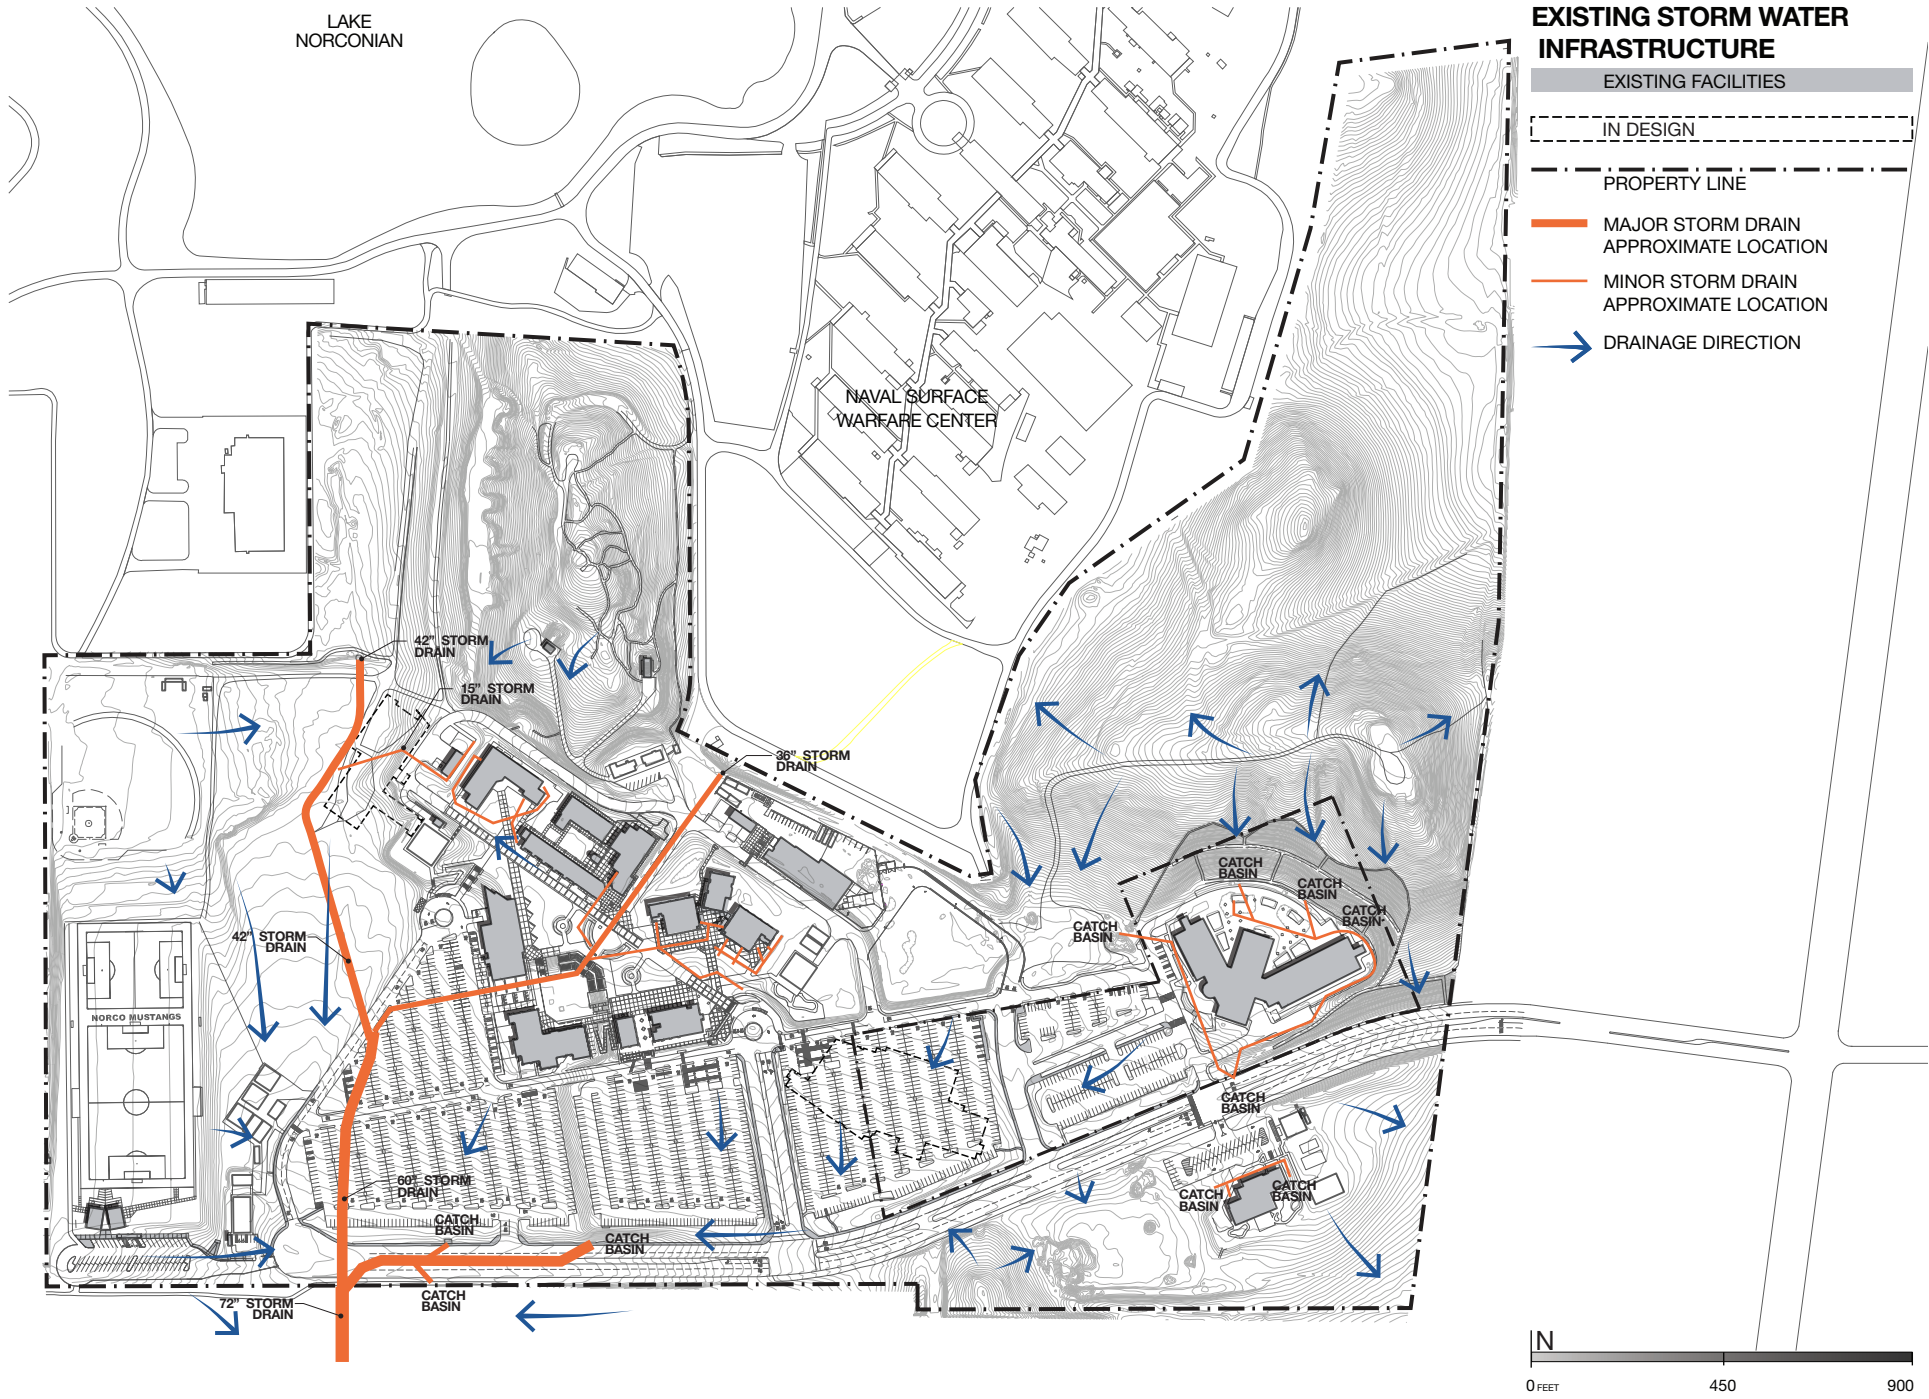 LAKE
NORCONIAN
EXISTING STORM WATER
INFRASTRUCTURE
EXISTING FACILITIES
IN DESIGN
PROPERTY LINE
MAJOR STORM DRAIN
APPROXIMATE LOCATION
MINOR STORM DRAIN
APPROXIMATE LOCATION
DRAINAGE DIRECTION
NAVAL SURFACE
WARFARE CENTER
42" STORM
DRAIN
15" STORM
DRAIN
36" STORM
DRAIN
CATCH
BASIN
CATCH
BASIN
CATCH
BASIN
CATCH
BASIN
42" STORM
DRAIN
NORCO MUSTANGS
CATCH
BASIN
60" STORM
DRAIN
CATCH
BASIN
CATCH
BASIN
CATCH
BASIN
CATCH
BASIN
72" STORM
DRAIN
CATCH
BASIN
N
0 FEET
450
900